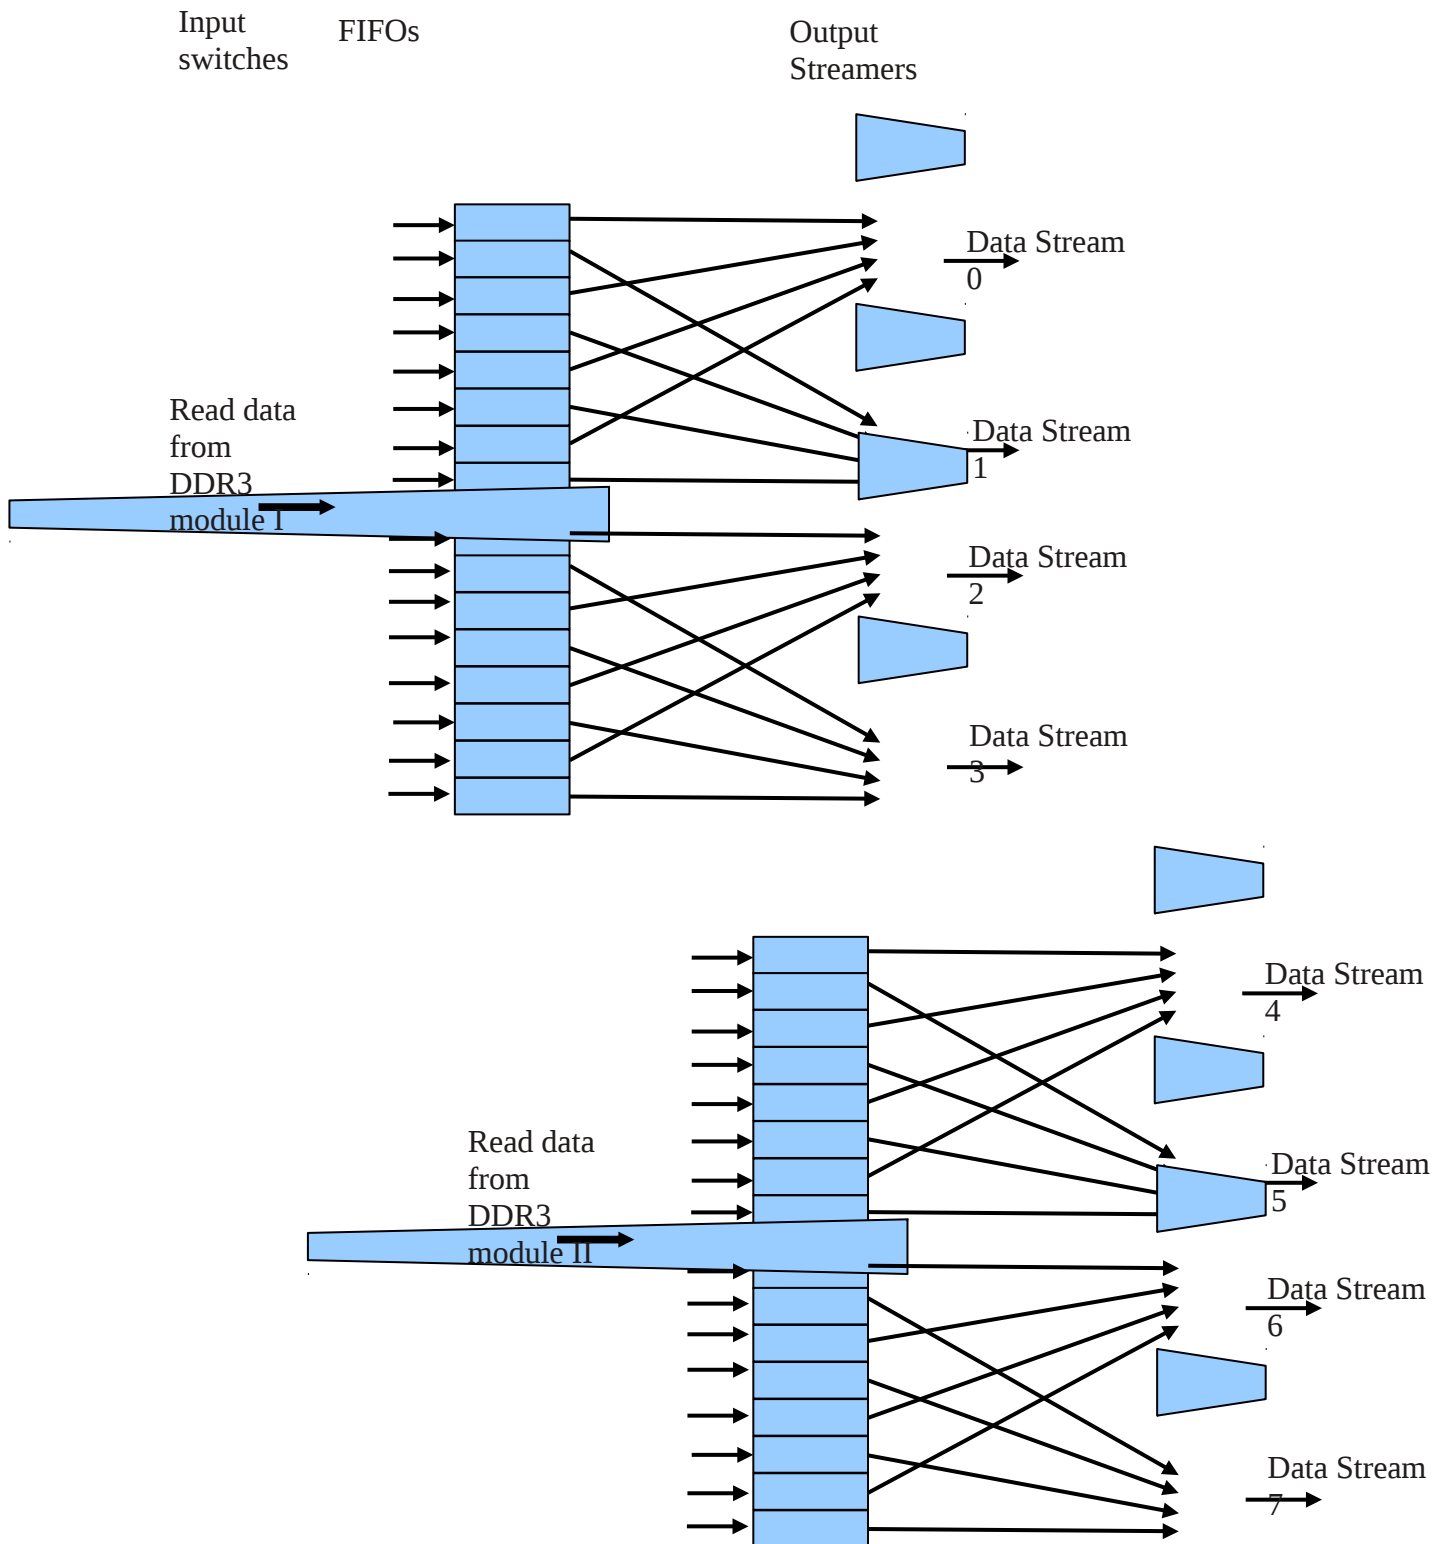 Input
switches
FIFOs
Output
Streamers
Data Stream
0
Read data
from
DDR3
module I
Data Stream
1
Data Stream
2
Data Stream
3
Data Stream
4
Read data
from
DDR3
module II
Data Stream
5
Data Stream
6
Data Stream
7